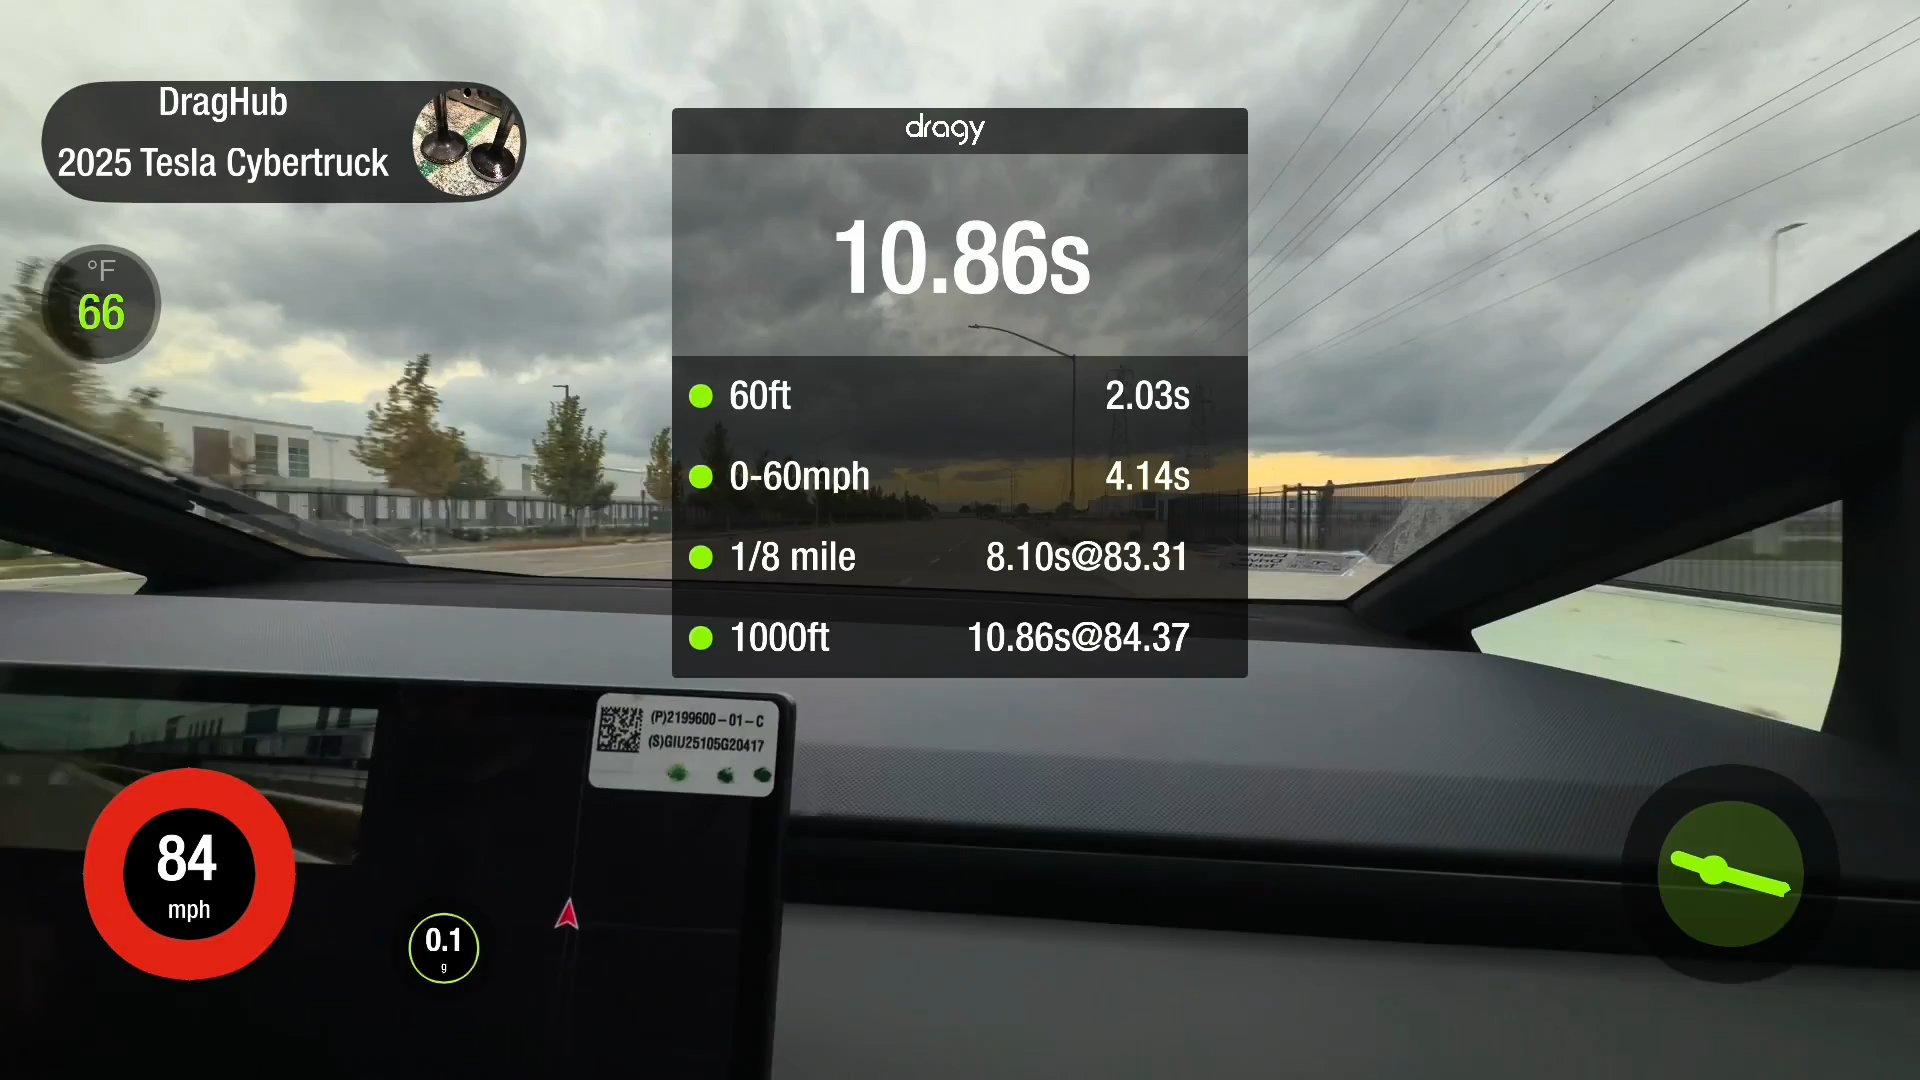 DragHub
2025 Tesla Cybertruck
°F
66
dragy
10.86s
60ft 2.03s
0-60mph 4.14s
1/8 mile 8.10s@83.31
1000ft 10.86s@84.37
(P)2199600-01-C
(S)GIU25105G20417
84
mph
0.1
g